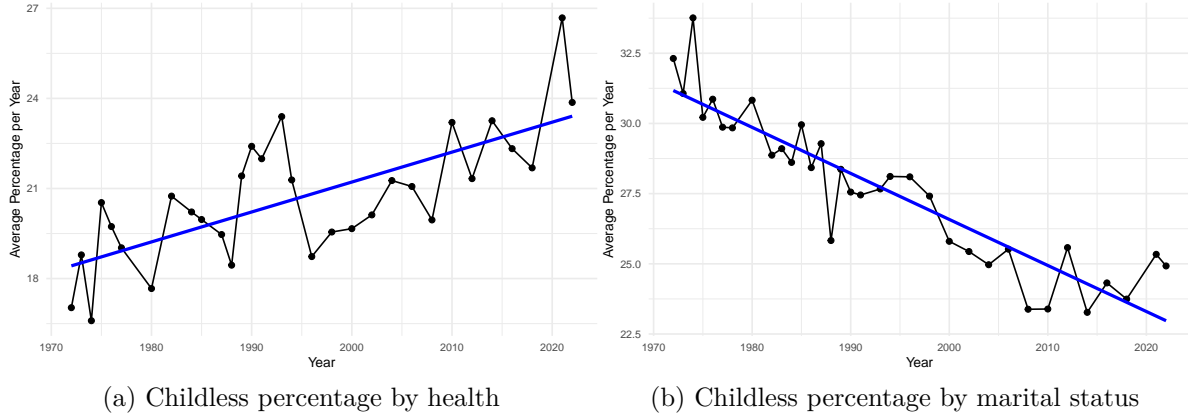 27
24
21
18
Average Percentage per Year
1970 1980 1990 2000 2010 2020
Year
(a) Childless percentage by health
32.5
30.0
27.5
25.0
22.5
Average Percentage per Year
1970 1980 1990 2000 2010 2020
Year
(b) Childless percentage by marital status